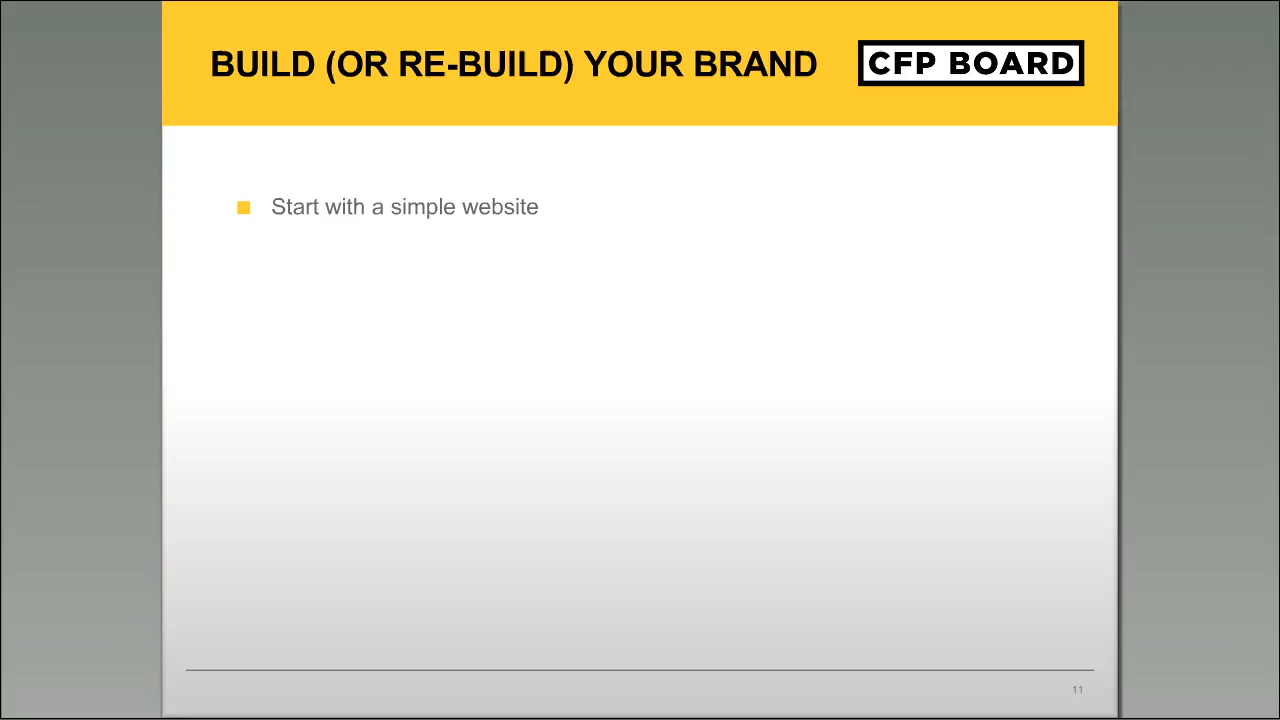 BUILD (OR RE-BUILD) YOUR BRAND
CFP BOARD
Start with a simple website
11